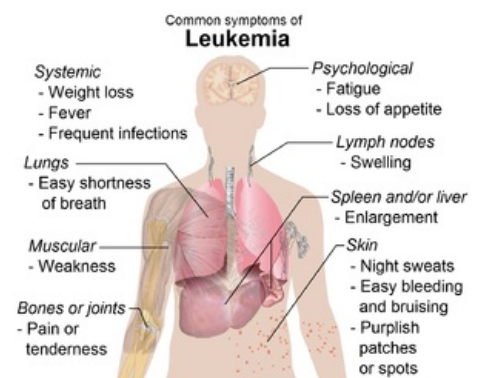 Common symptoms of
Leukemia
Systemic
- Weight loss
- Fever
- Frequent infections
Lungs
- Easy shortness
of breath
Muscular
- Weakness
Bones or joints
- Pain or
tenderness
Psychological
- Fatigue
- Loss of appetite
Lymph nodes
- Swelling
Spleen and/or liver
- Enlargement
Skin
- Night sweats
- Easy bleeding
and bruising
- Purplish
patches
or spots